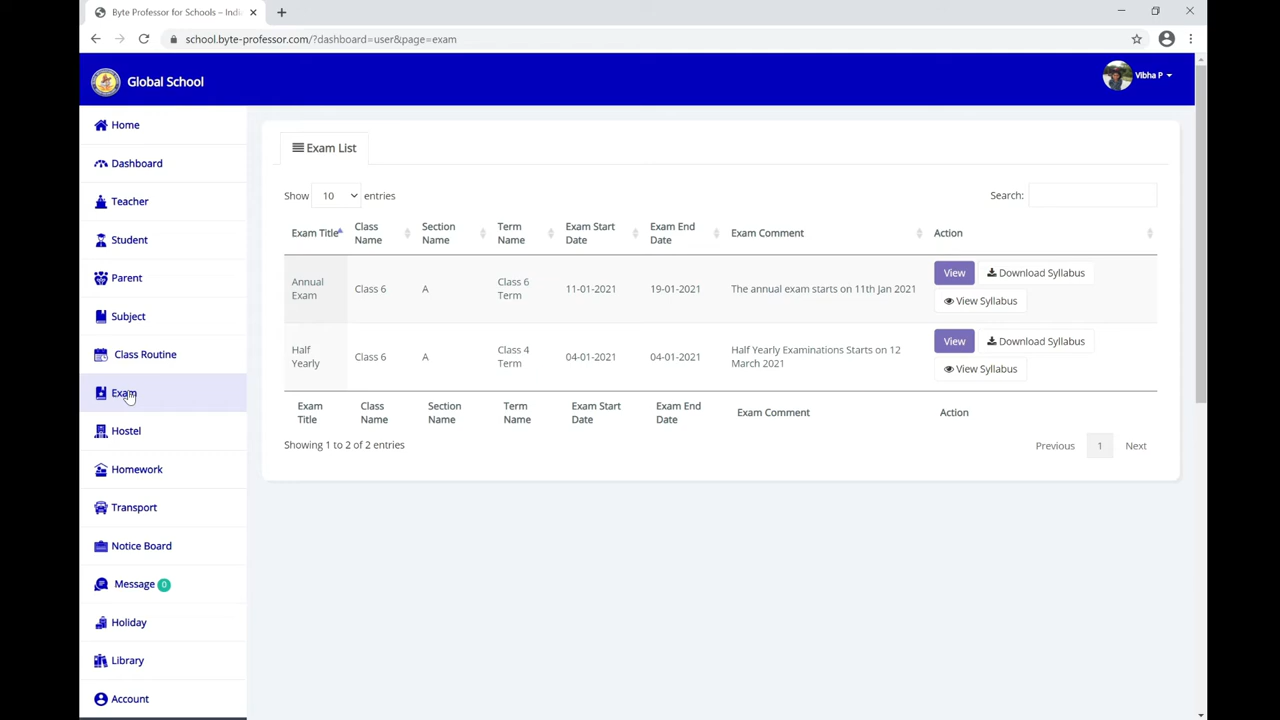 Byte Professor for Schools – Indi
school.byte-professor.com/?dashboard=user&page=exam
Global School
Vibha P
Home
Dashboard
Teacher
Student
Parent
Subject
Class Routine
Exam
Hostel
Homework
Transport
Notice Board
Message 0
Holiday
Library
Account
Exam List
Show 10 entries
Search:
Exam Title Class Name Section Name Term Name Exam Start Date Exam End Date Exam Comment Action
Annual Exam Class 6 A Class 6 Term 11-01-2021 19-01-2021 The annual exam starts on 11th Jan 2021 View Download Syllabus
View Syllabus
Half Yearly Class 6 A Class 4 Term 04-01-2021 04-01-2021 Half Yearly Examinations Starts on 12 March 2021 View Download Syllabus
View Syllabus
Exam Title Class Name Section Name Term Name Exam Start Date Exam End Date Exam Comment Action
Showing 1 to 2 of 2 entries
Previous 1 Next